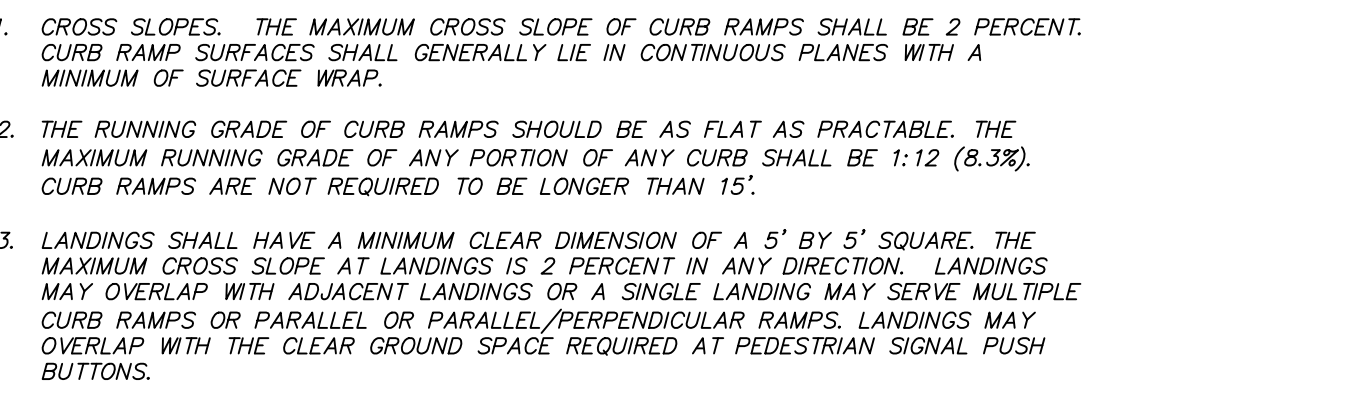 1. CROSS SLOPES. THE MAXIMUM CROSS SLOPE OF CURB RAMPS SHALL BE 2 PERCENT.
CURB RAMP SURFACES SHALL GENERALLY LIE IN CONTINUOUS PLANES WITH A
MINIMUM OF SURFACE WRAP.
2. THE RUNNING GRADE OF CURB RAMPS SHOULD BE AS FLAT AS PRACTABLE. THE
MAXIMUM RUNNING GRADE OF ANY PORTION OF ANY CURB SHALL BE 1:12 (8.3%).
CURB RAMPS ARE NOT REQUIRED TO BE LONGER THAN 15'.
3. LANDINGS SHALL HAVE A MINIMUM CLEAR DIMENSION OF A 5' BY 5' SQUARE. THE
MAXIMUM CROSS SLOPE AT LANDINGS IS 2 PERCENT IN ANY DIRECTION. LANDINGS
MAY OVERLAP WITH ADJACENT LANDINGS OR A SINGLE LANDING MAY SERVE MULTIPLE
CURB RAMPS OR PARALLEL OR PARALLEL/PERPENDICULAR RAMPS. LANDINGS MAY
OVERLAP WITH THE CLEAR GROUND SPACE REQUIRED AT PEDESTRIAN SIGNAL PUSH
BUTTONS.